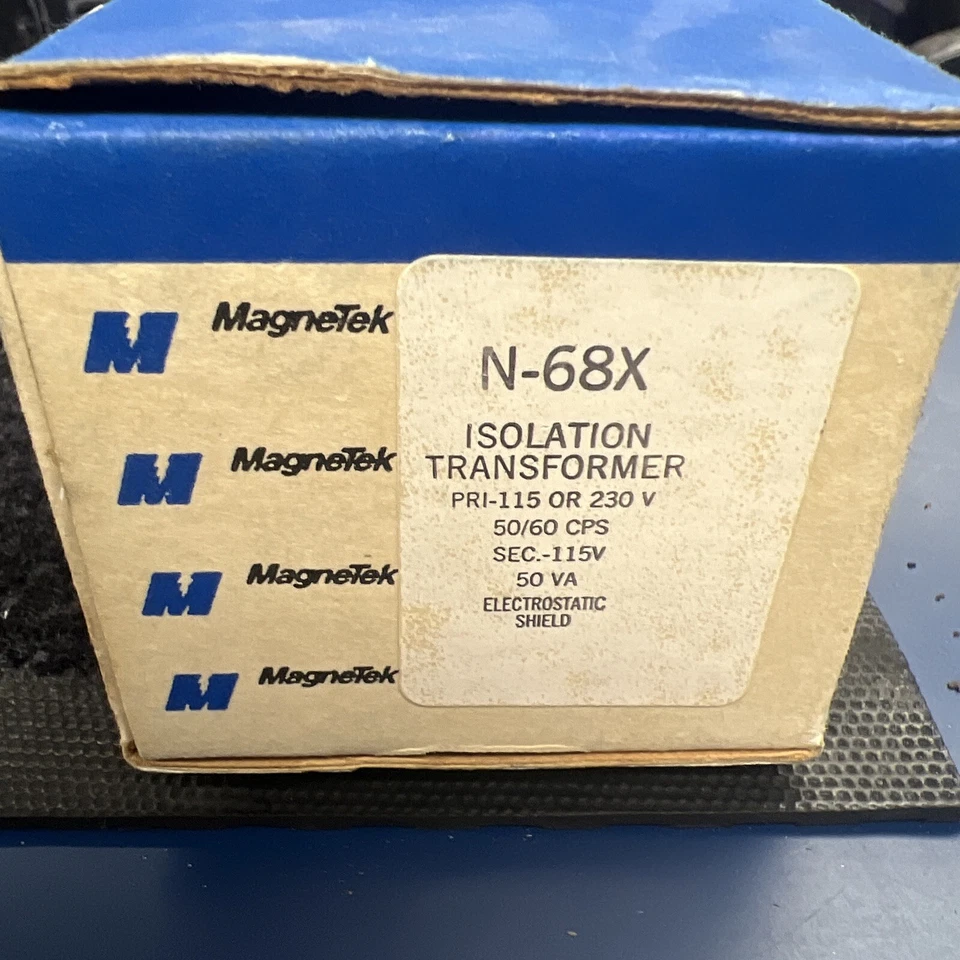 MagneTek
MagneTek
MagneTek
MagneTek
N-68X
ISOLATION
TRANSFORMER
PRI-115 OR 230 V
50/60 CPS
SEC.-115V
50 VA
ELECTROSTATIC
SHIELD